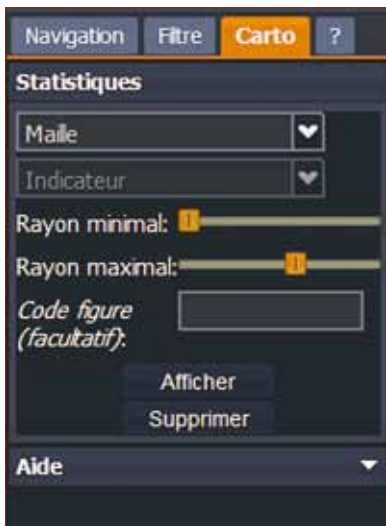 Navigation Filtre Carto ?
Statistiques
Maille
Indicateur
Rayon minimal:
Rayon maximal:
Code figure
(facultatif):
Afficher
Supprimer
Aide